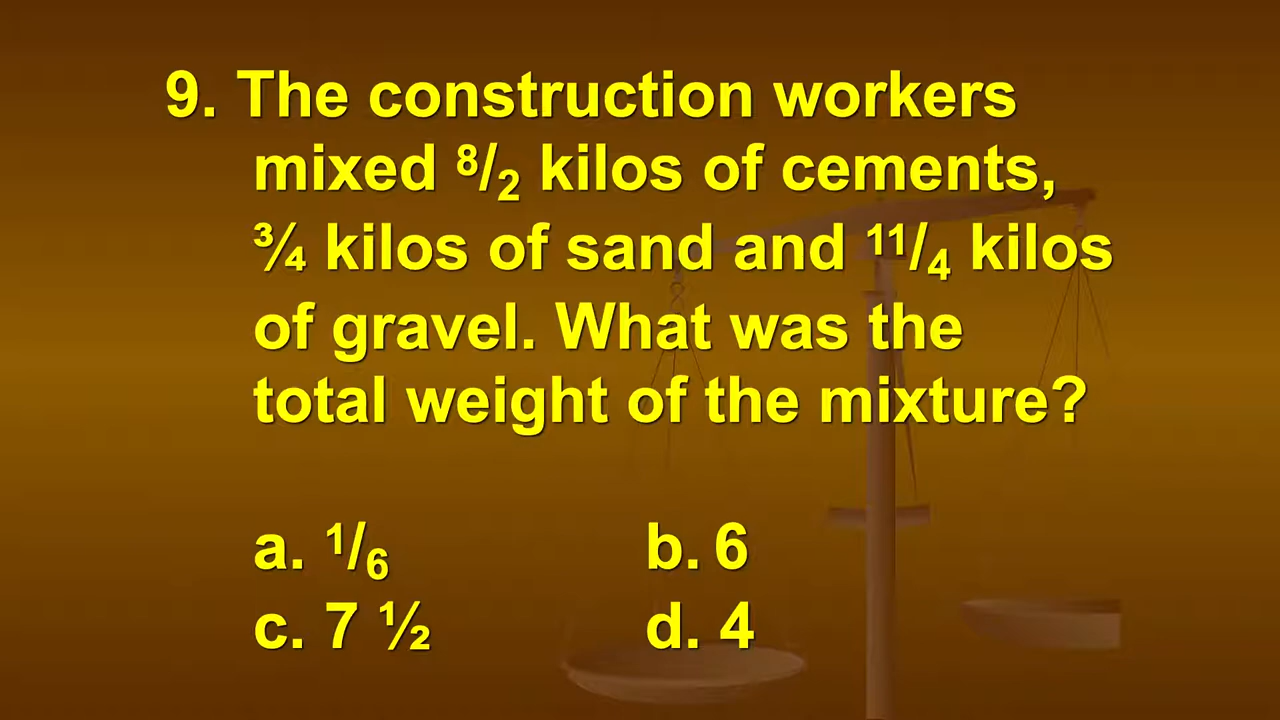 9. The construction workers
mixed ⁸/₂ kilos of cements,
¾ kilos of sand and ¹¹/₄ kilos
of gravel. What was the
total weight of the mixture?
a. ¹/₆ b. 6
c. 7 ½ d. 4